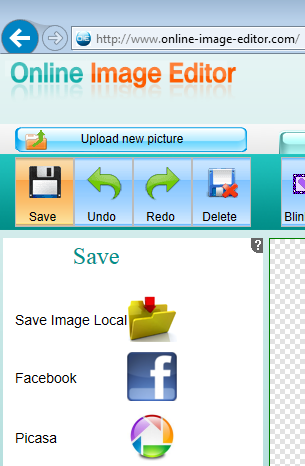 http://www.online-image-editor.com/
Online Image Editor
Upload new picture
Save Undo Redo Delete
Save
?
Save Image Local
Facebook
f
Picasa